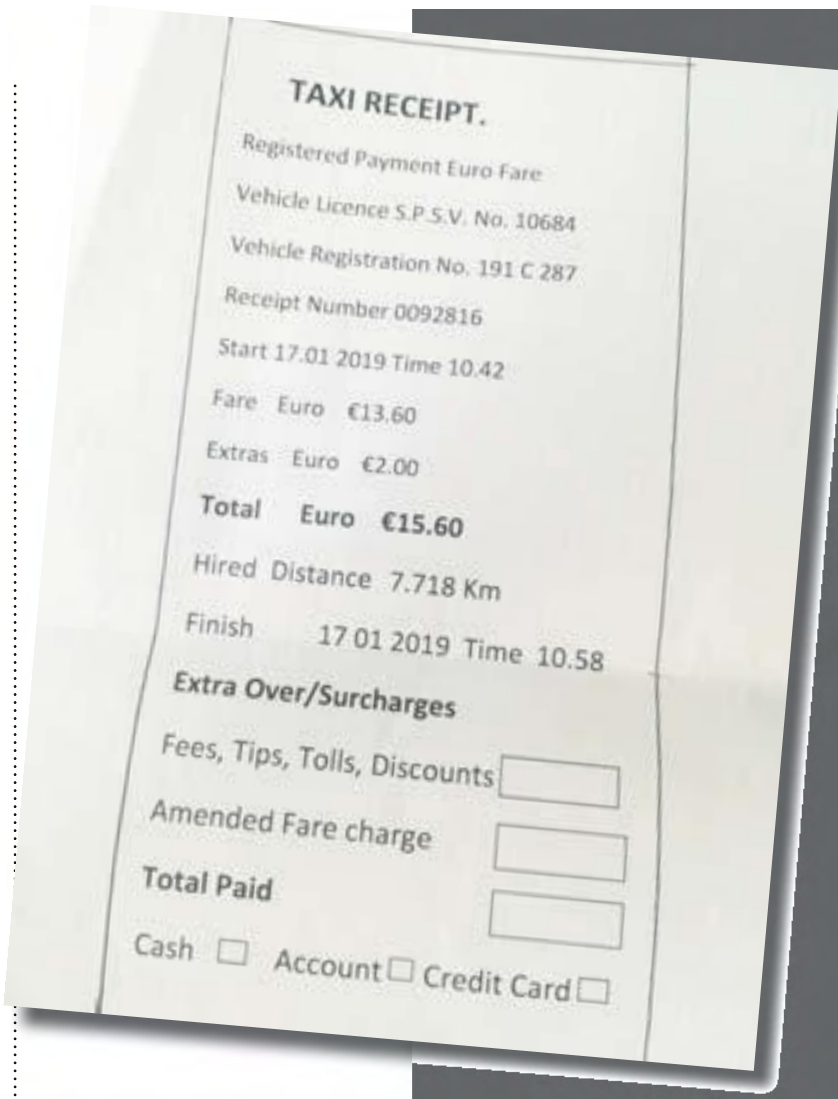 TAXI RECEIPT.
Registered Payment Euro Fare
Vehicle Licence S.P.S.V. No. 10684
Vehicle Registration No. 191 C 287
Receipt Number 0092816
Start 17.01 2019 Time 10.42
Fare Euro €13.60
Extras Euro €2.00
Total Euro €15.60
Hired Distance 7.718 Km
Finish 17 01 2019 Time 10.58
Extra Over/Surcharges
Fees, Tips, Tolls, Discounts
Amended Fare charge
Total Paid
Cash Account Credit Card